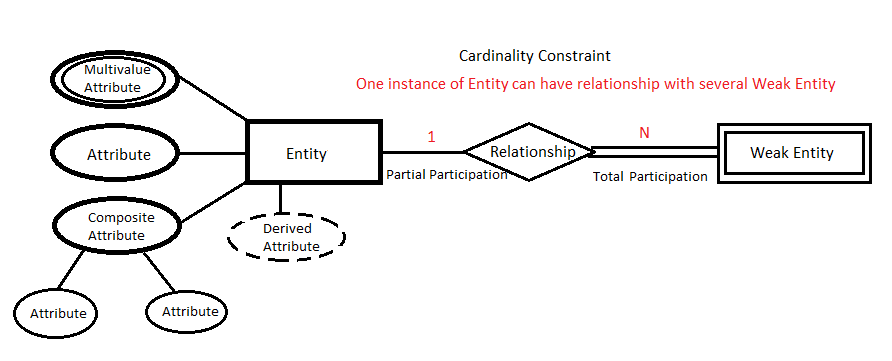 Cardinality Constraint
One instance of Entity can have relationship with several Weak Entity
Multivalue
Attribute
Attribute
Entity
1
Relationship
N
Weak Entity
Partial Participation
Total Participation
Composite
Attribute
Derived
Attribute
Attribute
Attribute